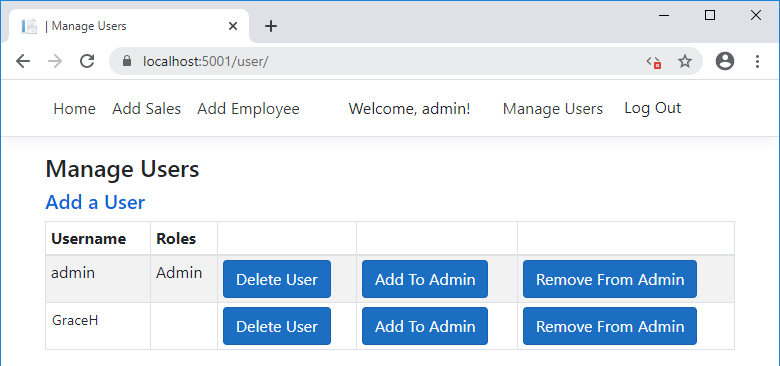 | Manage Users
localhost:5001/user/
Home Add Sales Add Employee Welcome, admin! Manage Users Log Out
Manage Users
Add a User
Username Roles
admin Admin Delete User Add To Admin Remove From Admin
GraceH Delete User Add To Admin Remove From Admin